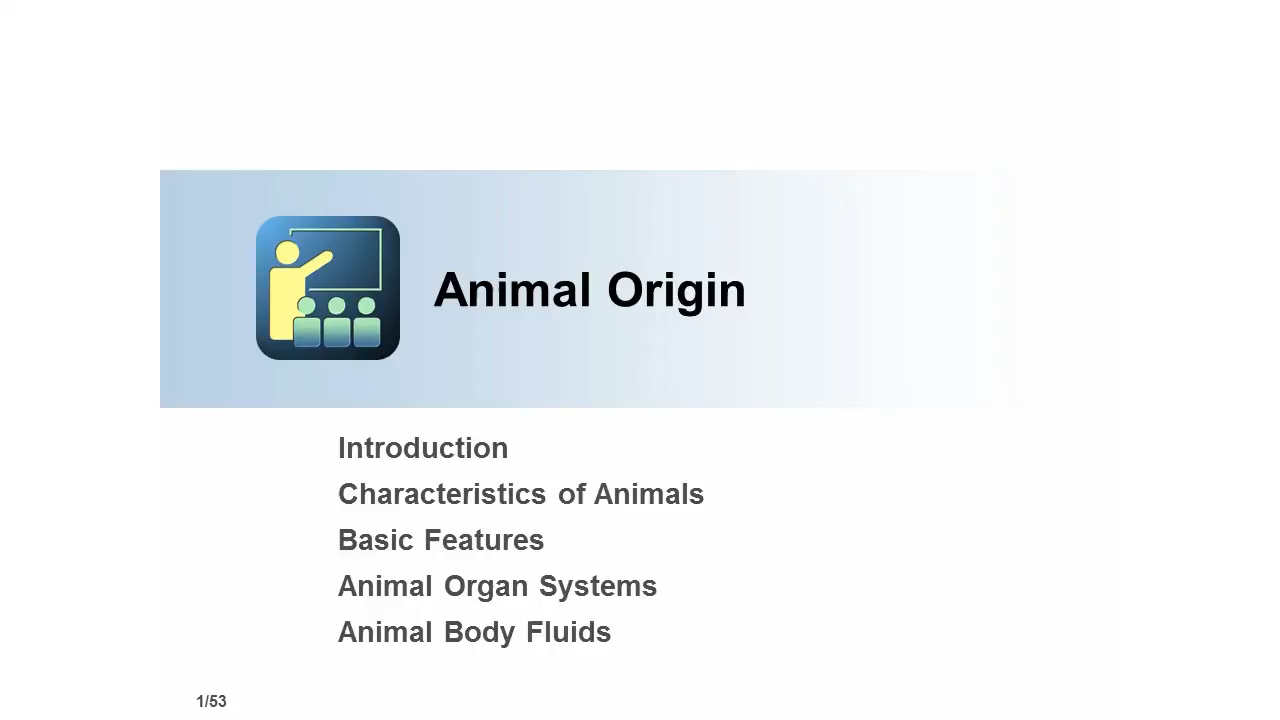 Animal Origin
Introduction
Characteristics of Animals
Basic Features
Animal Organ Systems
Animal Body Fluids
1/53